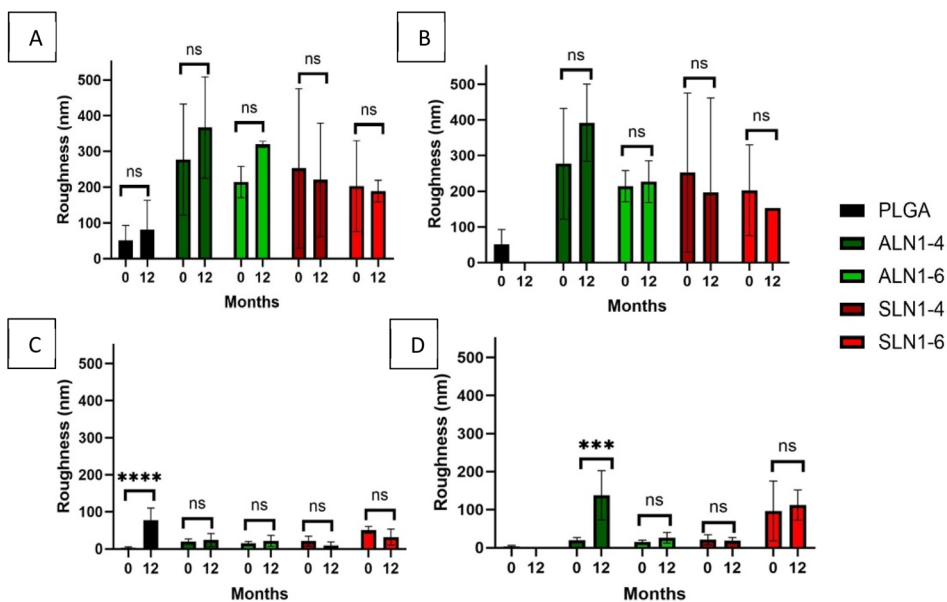 A
ns
ns
ns
ns
ns
Roughness (nm)
500
400
300
200
100
0
0 12 0 12 0 12 0 12 0 12
Months
B
ns
ns
ns
ns
Roughness (nm)
500
400
300
200
100
0
0 12 0 12 0 12 0 12 0 12
Months
PLGA
ALN1-4
ALN1-6
SLN1-4
SLN1-6
C
****
ns
ns
ns
ns
Roughness (nm)
500
400
300
200
100
0
0 12 0 12 0 12 0 12 0 12
Months
D
***
ns
ns
ns
Roughness (nm)
500
400
300
200
100
0
0 12 0 12 0 12 0 12 0 12
Months